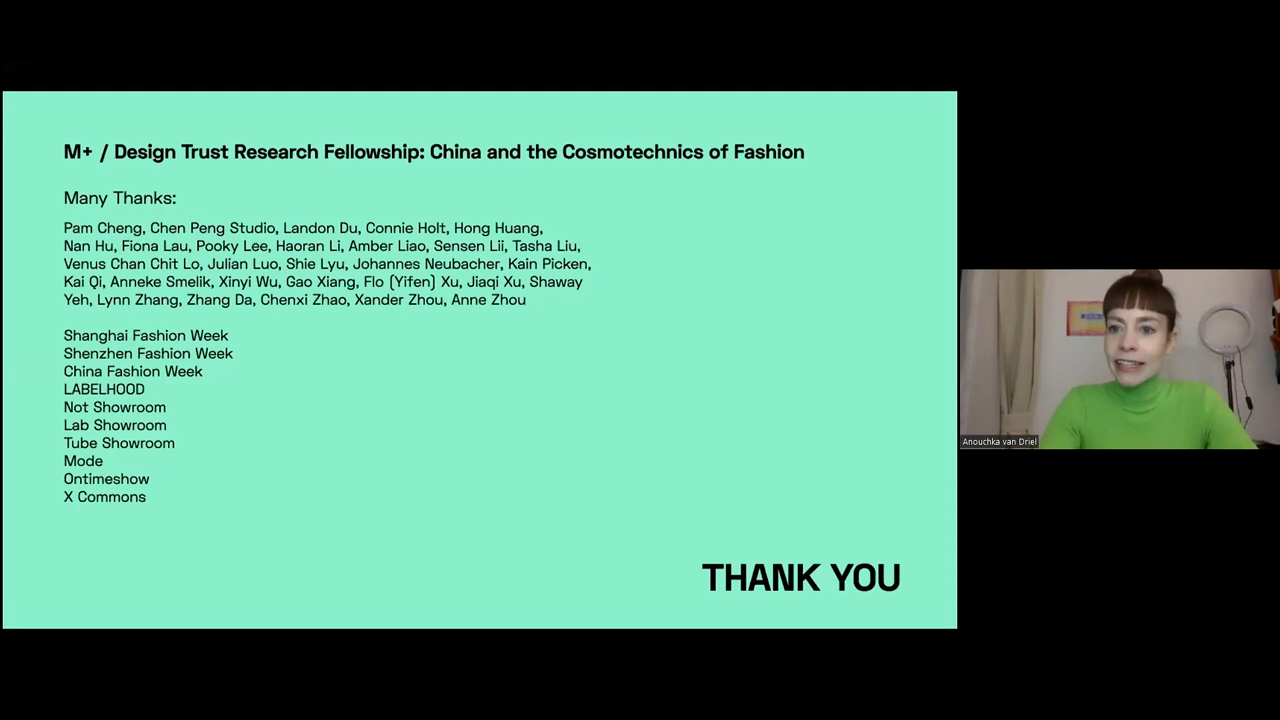 M+ / Design Trust Research Fellowship: China and the Cosmotechnics of Fashion
Many Thanks:
Pam Cheng, Chen Peng Studio, Landon Du, Connie Holt, Hong Huang,
Nan Hu, Fiona Lau, Pooky Lee, Haoran Li, Amber Liao, Sensen Lii, Tasha Liu,
Venus Chan Chit Lo, Julian Luo, Shie Lyu, Johannes Neubacher, Kain Picken,
Kai Qi, Anneke Smelik, Xinyi Wu, Gao Xiang, Flo (Yifen) Xu, Jiaqi Xu, Shaway
Yeh, Lynn Zhang, Zhang Da, Chenxi Zhao, Xander Zhou, Anne Zhou
Shanghai Fashion Week
Shenzhen Fashion Week
China Fashion Week
LABELHOOD
Not Showroom
Lab Showroom
Tube Showroom
Mode
Ontimeshow
X Commons
THANK YOU
Anouchka van Driel